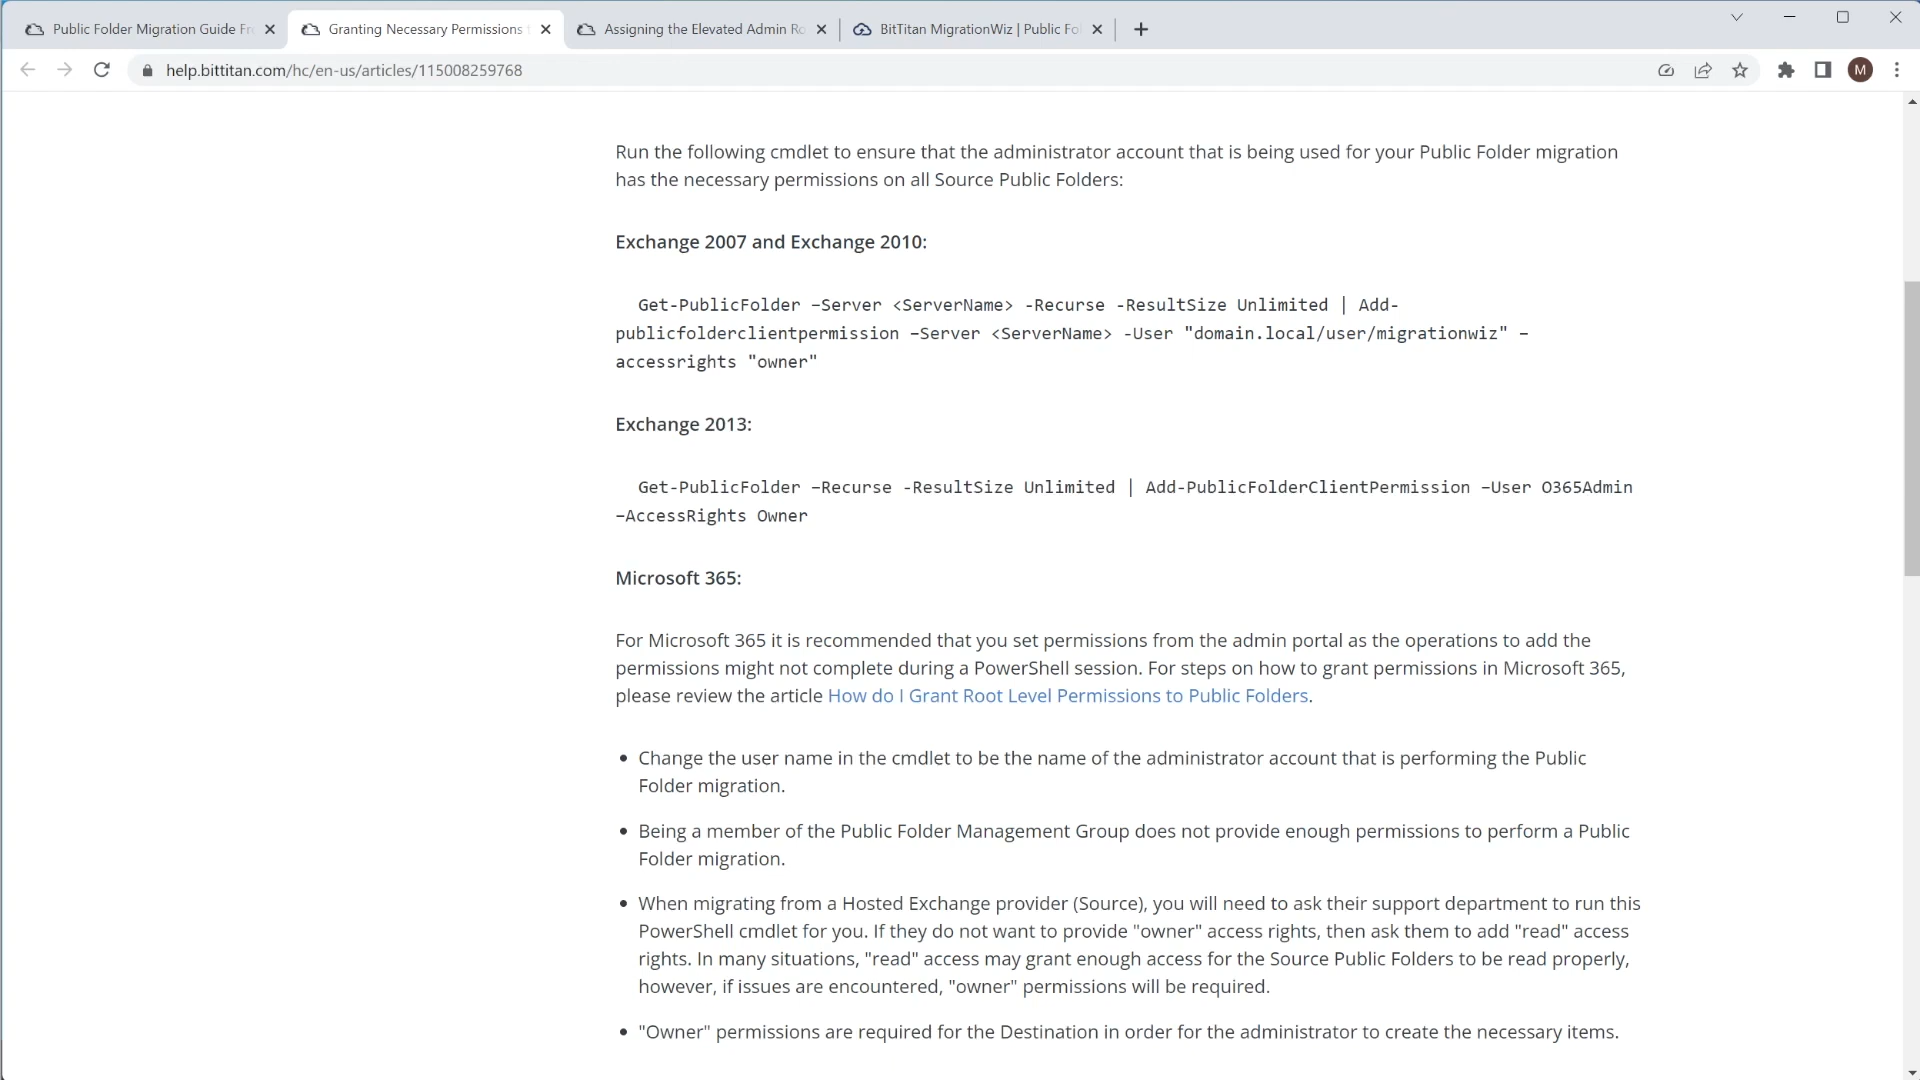 Public Folder Migration Guide Fr
Granting Necessary Permissions
Assigning the Elevated Admin Ro
BitTitan MigrationWiz | Public Fo
help.bittitan.com/hc/en-us/articles/115008259768
M
Run the following cmdlet to ensure that the administrator account that is being used for your Public Folder migration
has the necessary permissions on all Source Public Folders:
Exchange 2007 and Exchange 2010:
Get-PublicFolder –Server <ServerName> -Recurse -ResultSize Unlimited | Add-
publicfolderclientpermission –Server <ServerName> -User "domain.local/user/migrationwiz" –
accessrights "owner"
Exchange 2013:
Get-PublicFolder –Recurse -ResultSize Unlimited | Add-PublicFolderClientPermission –User O365Admin
–AccessRights Owner
Microsoft 365:
For Microsoft 365 it is recommended that you set permissions from the admin portal as the operations to add the
permissions might not complete during a PowerShell session. For steps on how to grant permissions in Microsoft 365,
please review the article How do I Grant Root Level Permissions to Public Folders.
• Change the user name in the cmdlet to be the name of the administrator account that is performing the Public
Folder migration.
• Being a member of the Public Folder Management Group does not provide enough permissions to perform a Public
Folder migration.
• When migrating from a Hosted Exchange provider (Source), you will need to ask their support department to run this
PowerShell cmdlet for you. If they do not want to provide "owner" access rights, then ask them to add "read" access
rights. In many situations, "read" access may grant enough access for the Source Public Folders to be read properly,
however, if issues are encountered, "owner" permissions will be required.
• "Owner" permissions are required for the Destination in order for the administrator to create the necessary items.